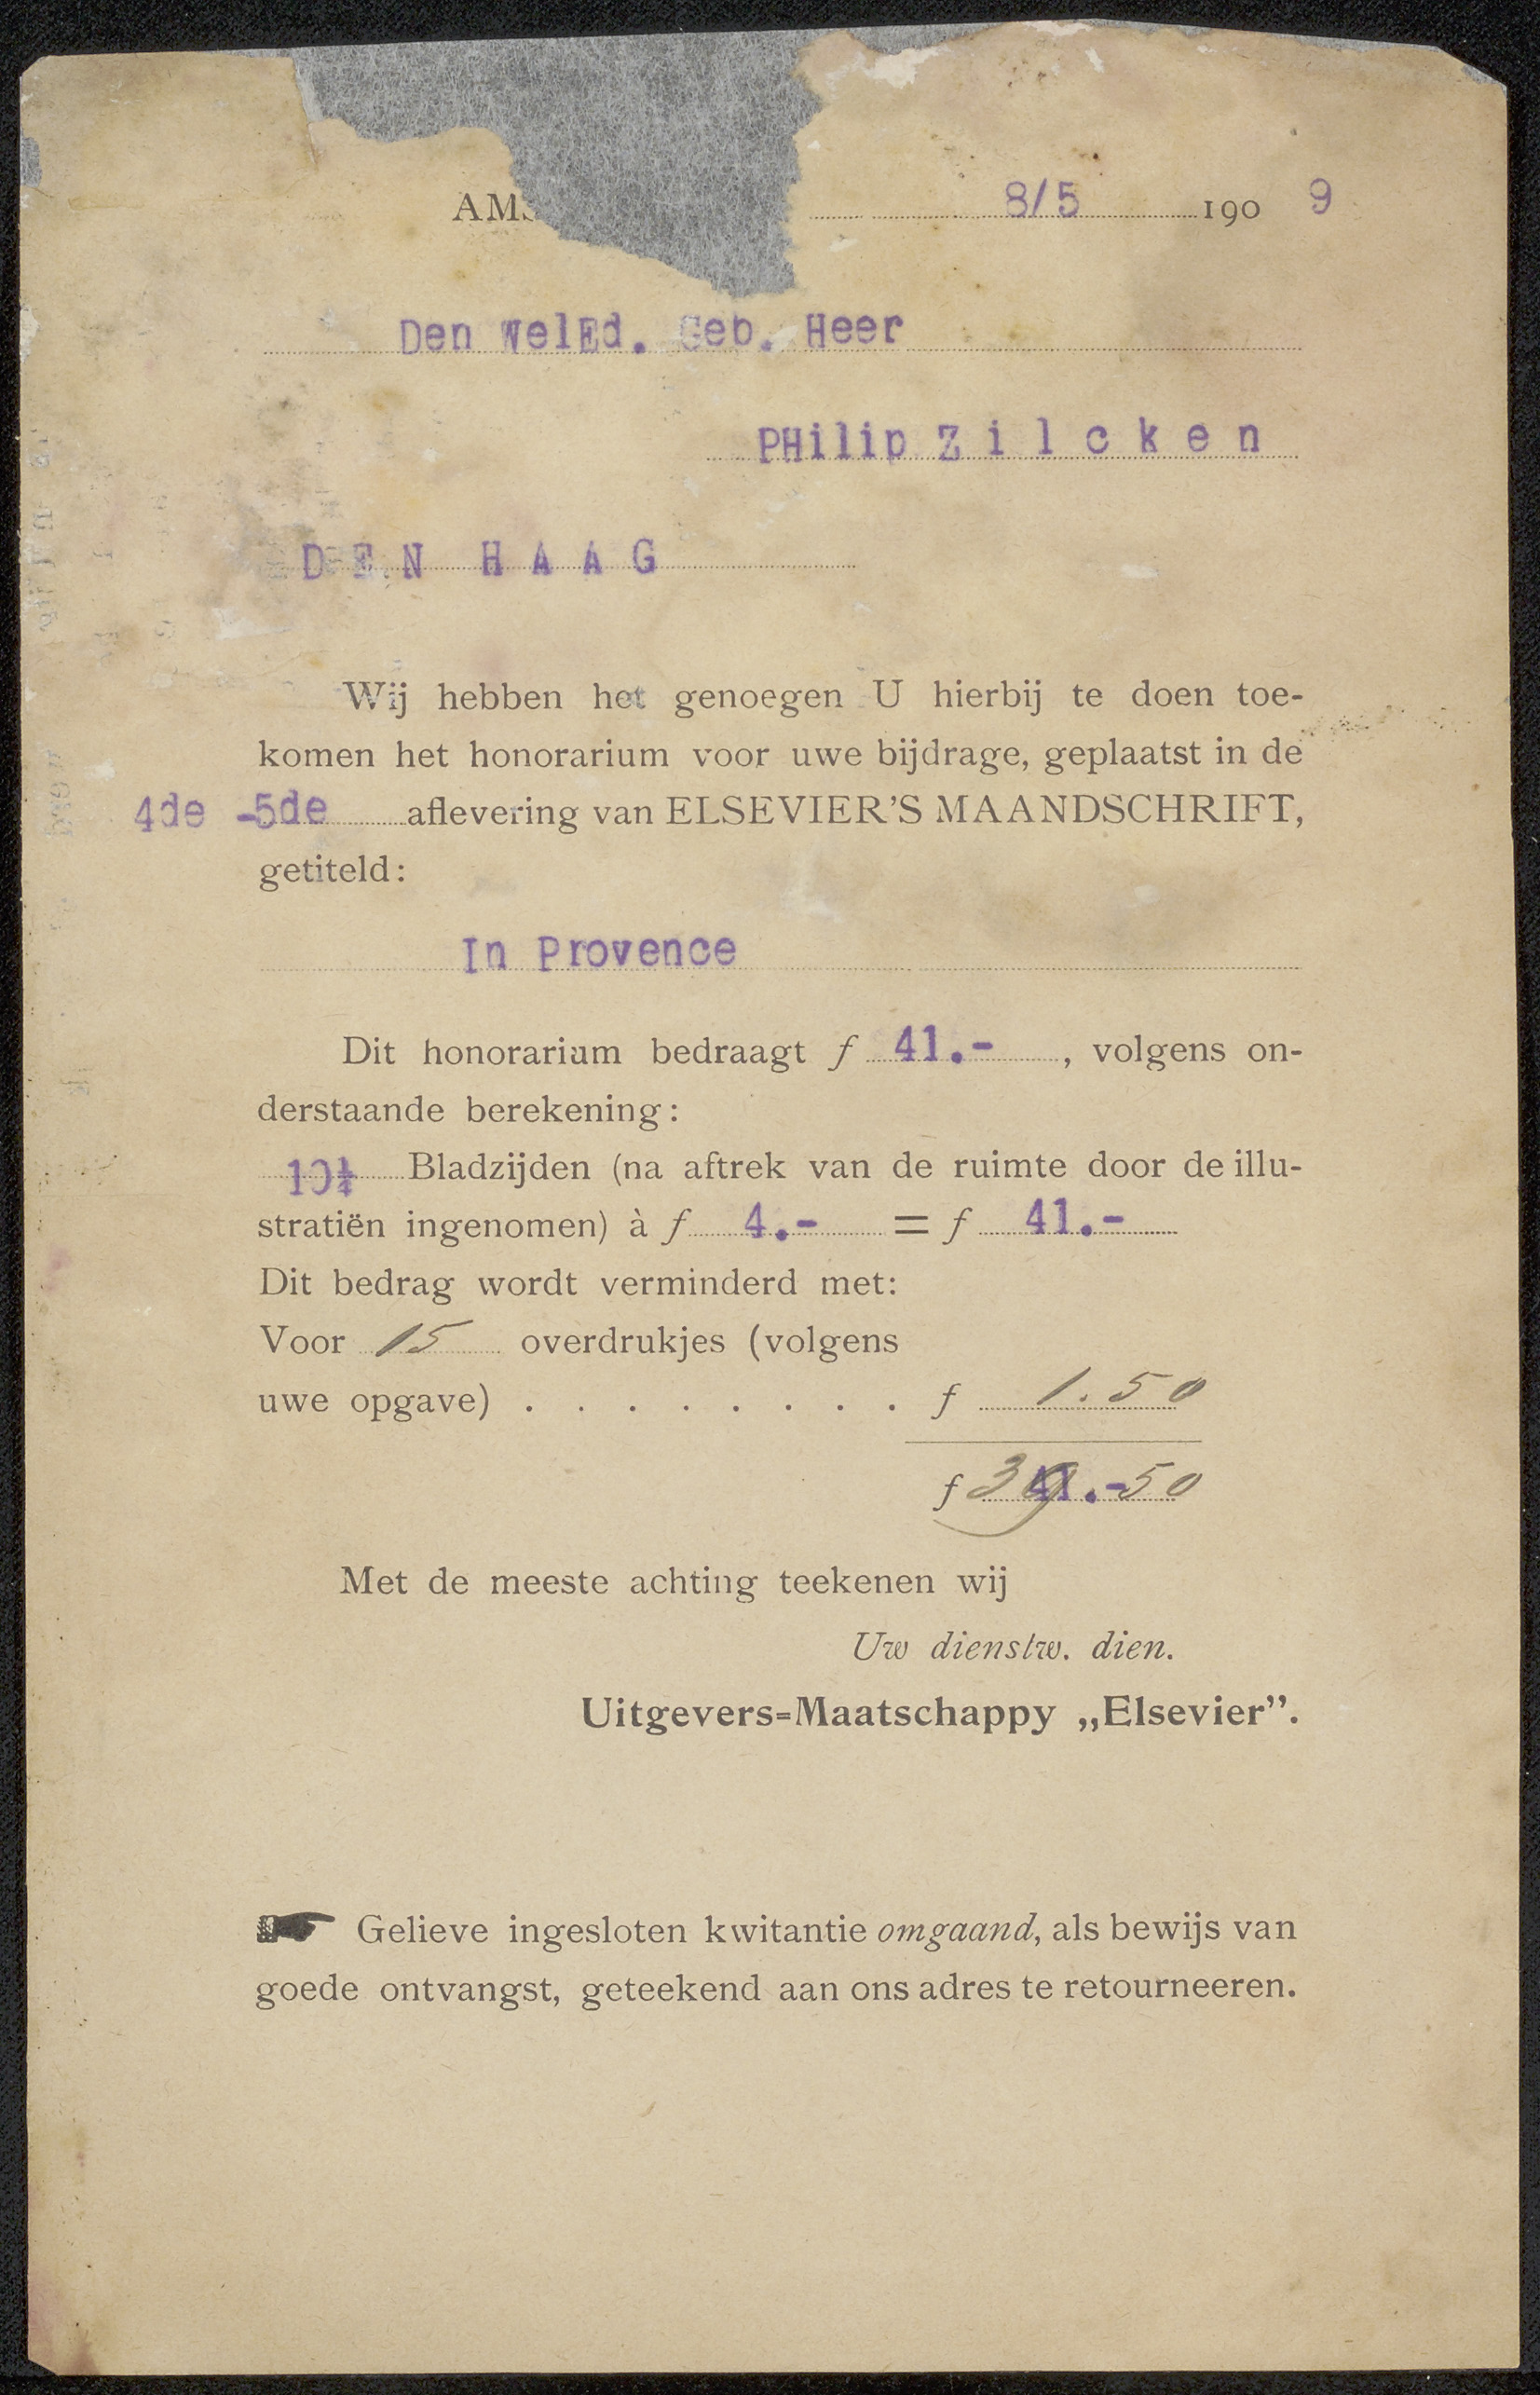 AMS 8/5 1909
Den WelEd. Geb. Heer
PHilip Zilcken
DEN HAAG
Wij hebben het genoegen U hierbij te doen toe-
komen het honorarium voor uwe bijdrage, geplaatst in de
4de -5de aflevering van ELSEVIER'S MAANDSCHRIFT,
getiteld:
In Provence
Dit honorarium bedraagt f 41.- , volgens on-
derstaande berekening:
10¼ Bladzijden (na aftrek van de ruimte door de illu-
stratiën ingenomen) à f 4.- = f 41.-
Dit bedrag wordt verminderd met:
Voor 15 overdrukjes (volgens
uwe opgave) . . . . . . . . f 1.50
f 39.50
Met de meeste achting teekenen wij
Uw dienstw. dien.
Uitgevers=Maatschappy „Elsevier”.
☛ Gelieve ingesloten kwitantie omgaand, als bewijs van
goede ontvangst, geteekend aan ons adres te retourneeren.